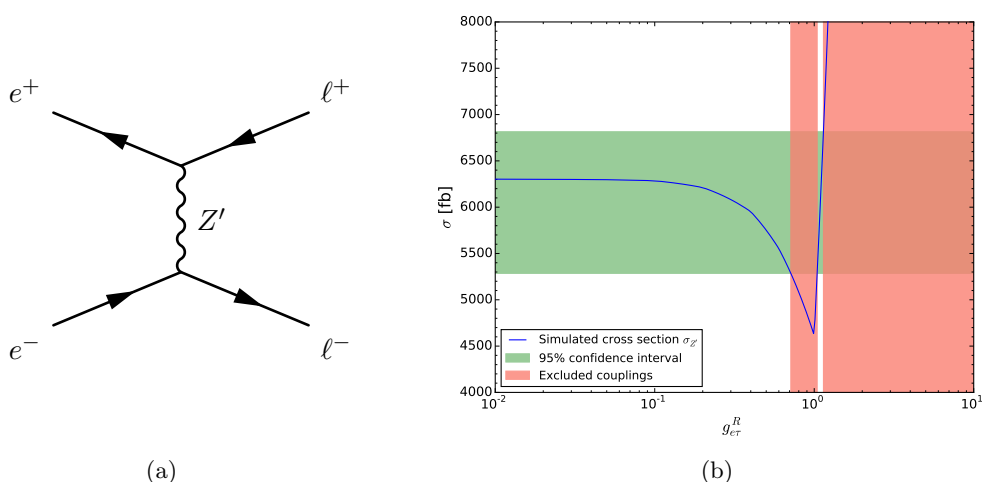 e⁺
ℓ⁺
Z′
e⁻
ℓ⁻
(a)
8000
7500
7000
6500
6000
5500
5000
4500
4000
σ [fb]
Simulated cross section σ_Z′
95% confidence interval
Excluded couplings
10⁻²
10⁻¹
10⁰
10¹
g^R_eτ
(b)